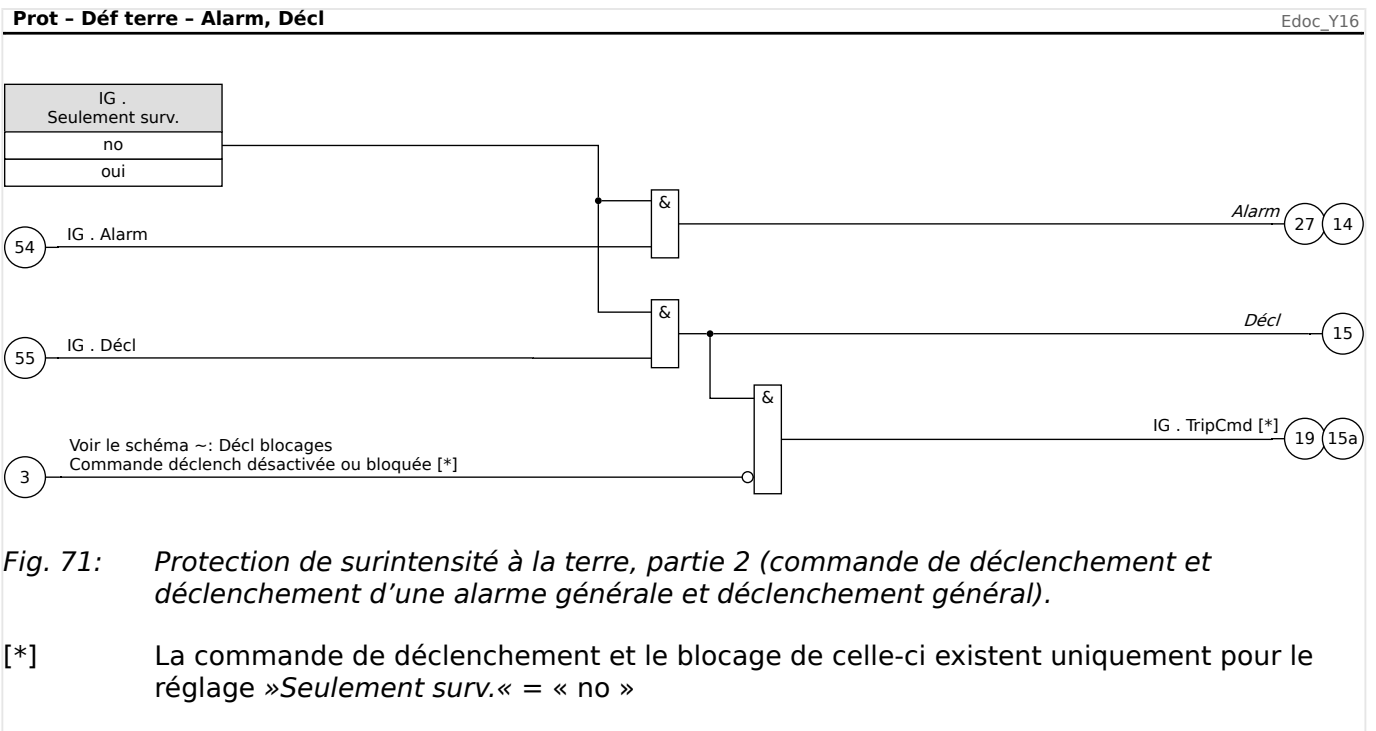 Prot – Déf terre – Alarm, Décl
Edoc_Y16
IG .
Seulement surv.
no
oui
&
Alarm
27
14
54
IG . Alarm
&
Décl
15
55
IG . Décl
&
IG . TripCmd [*]
19
15a
Voir le schéma ~: Décl blocages
Commande déclench désactivée ou bloquée [*]
3
Fig. 71: Protection de surintensité à la terre, partie 2 (commande de déclenchement et
déclenchement d’une alarme générale et déclenchement général).
[*] La commande de déclenchement et le blocage de celle-ci existent uniquement pour le
réglage »Seulement surv.« = « no »